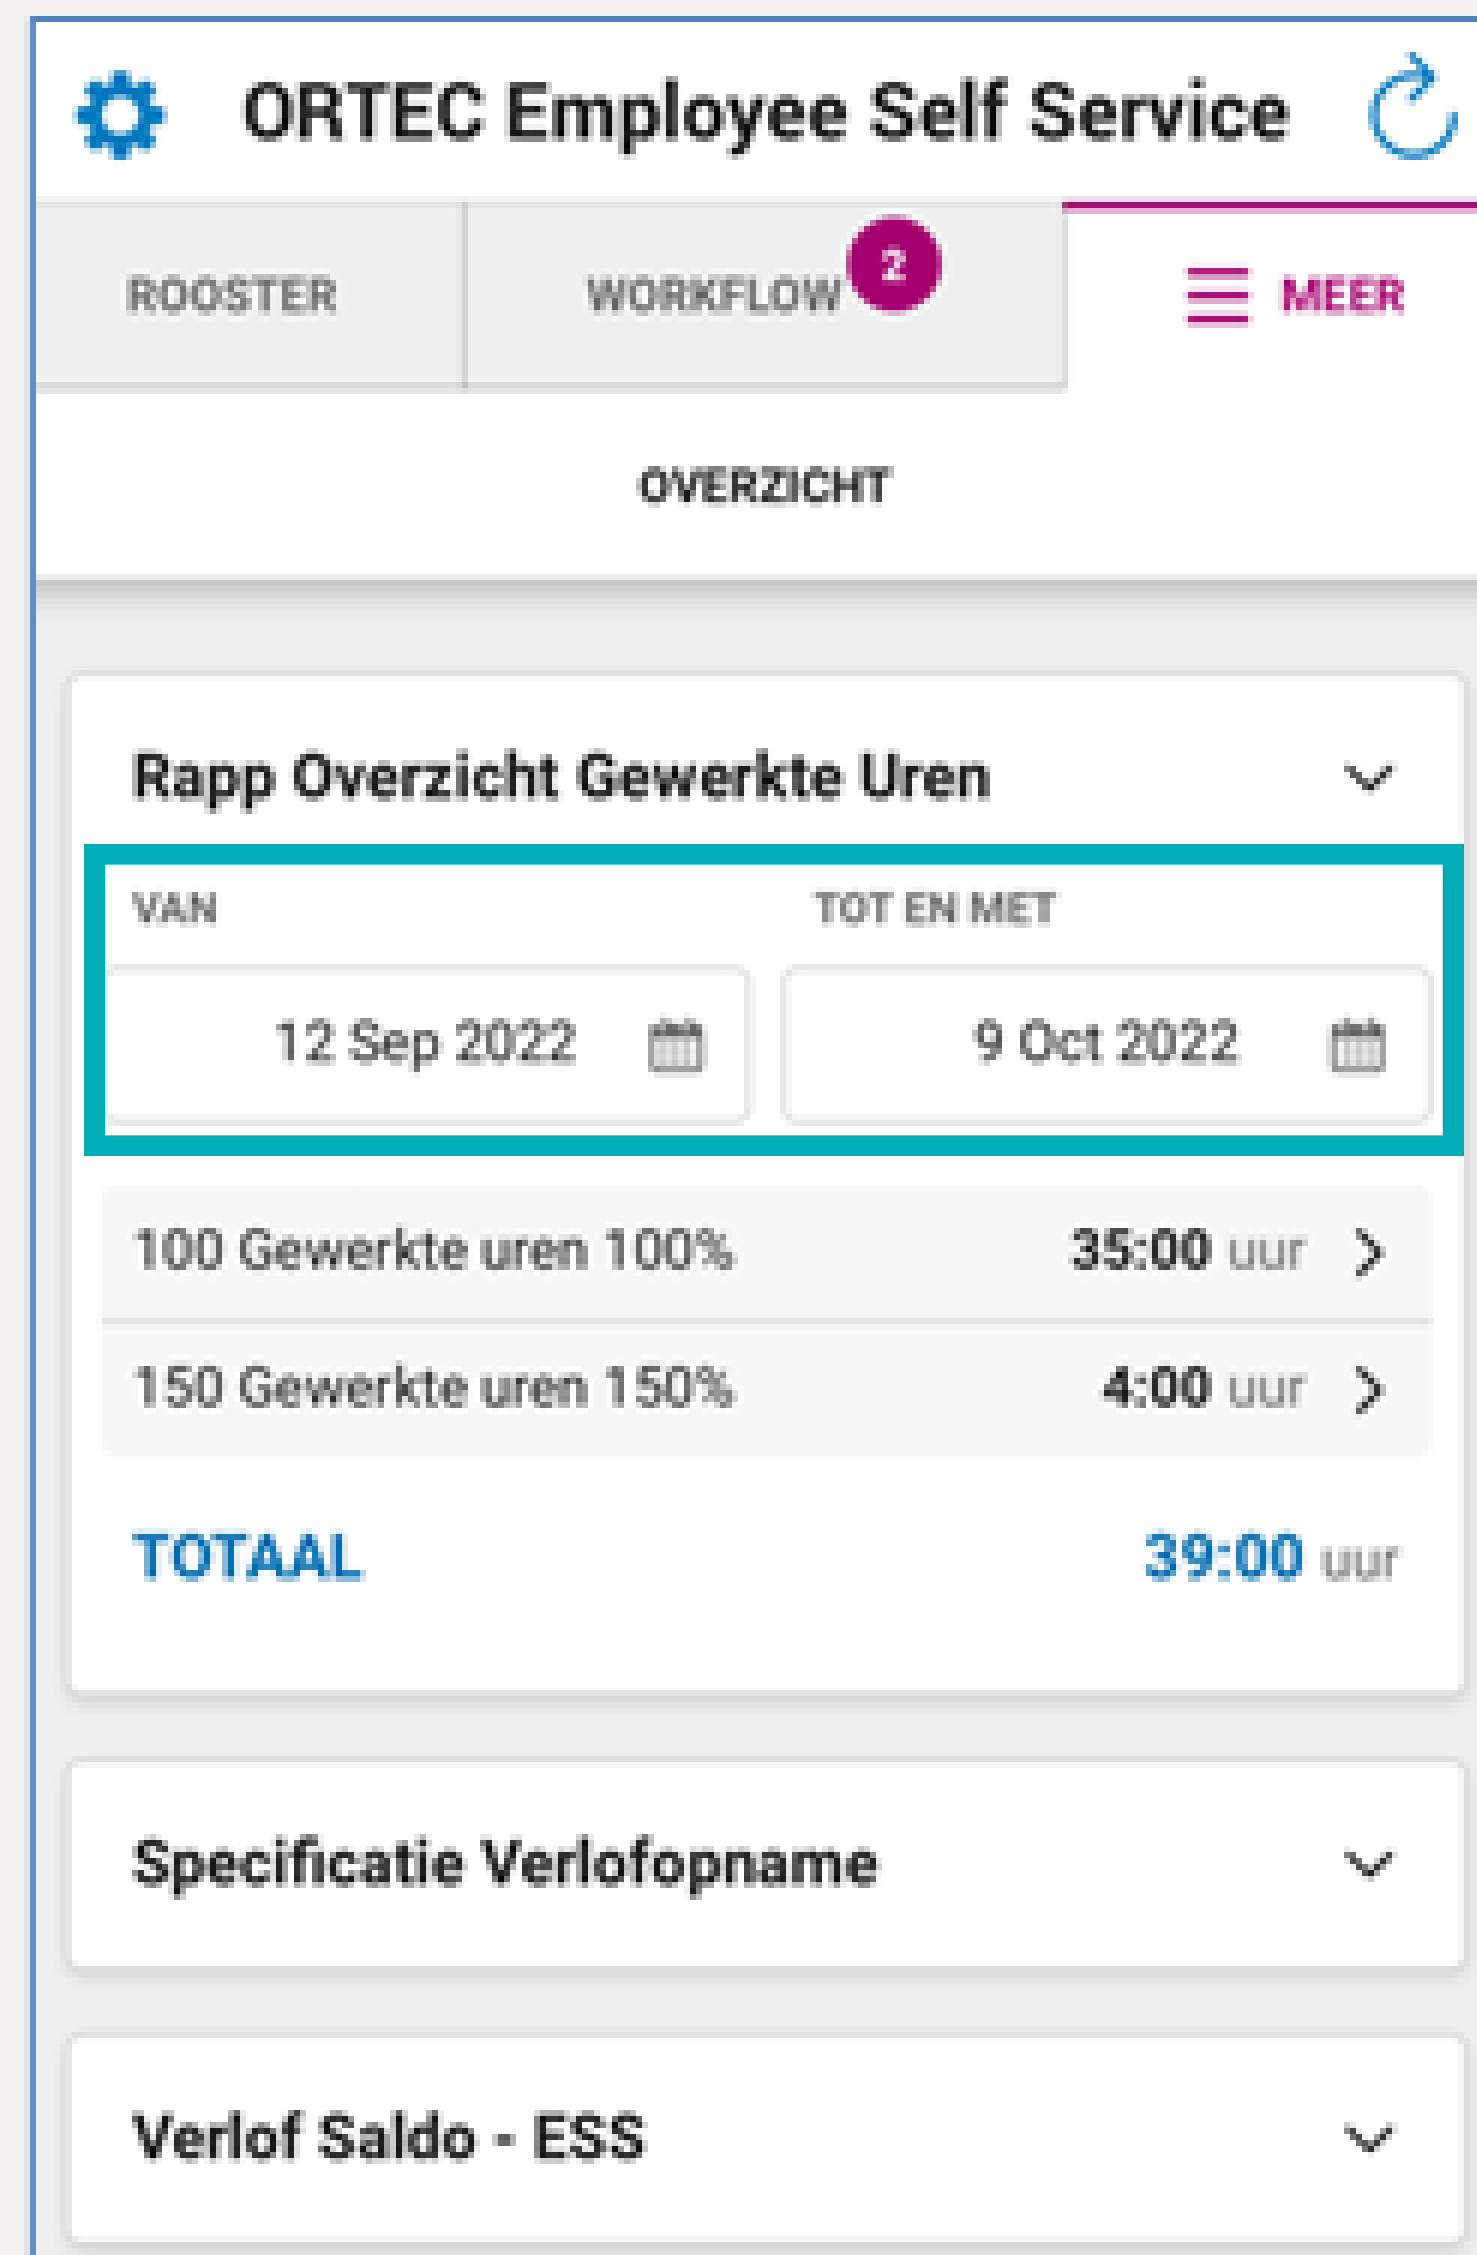 ORTEC Employee Self Service
ROOSTER WORKFLOW 2 MEER
OVERZICHT
Rapp Overzicht Gewerkte Uren
VAN TOT EN MET
12 Sep 2022 9 Oct 2022
100 Gewerkte uren 100% 35:00 uur
150 Gewerkte uren 150% 4:00 uur
TOTAAL 39:00 uur
Specificatie Verlofopname
Verlof Saldo - ESS